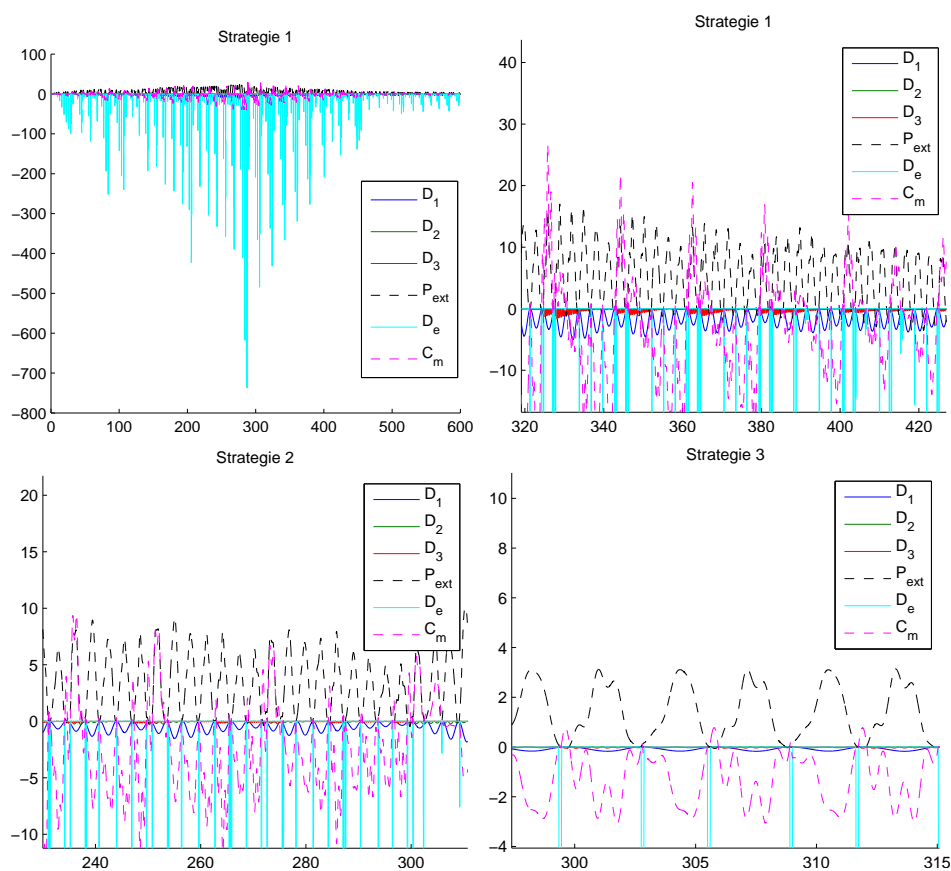 Strategie 1
100
0
−100
−200
−300
−400
−500
−600
−700
−800
0 100 200 300 400 500 600
D1
D2
D3
Pext
De
Cm
Strategie 1
40
30
20
10
0
−10
320 340 360 380 400 420
D1
D2
D3
Pext
De
Cm
Strategie 2
20
15
10
5
0
−5
−10
240 260 280 300
D1
D2
D3
Pext
De
Cm
Strategie 3
10
8
6
4
2
0
−2
−4
300 305 310 315
D1
D2
D3
Pext
De
Cm